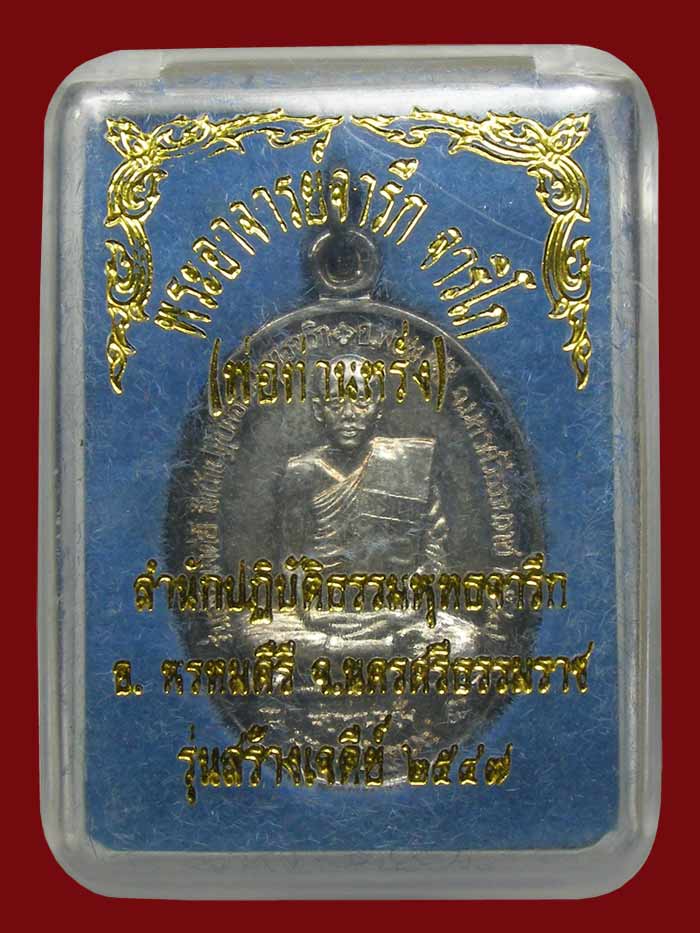 พระอาจารย์จารึก จารึโก
(พ่อท่านหรั่ง)
สำนักปฏิบัติธรรมพุทธจารึก
อ. พรหมคีรี จ.นครศรีธรรมราช
รุ่นสร้างเจดีย์ ๒๕๔๗